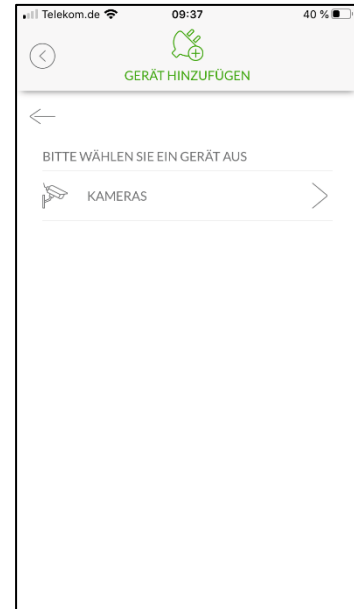 Telekom.de 09:37 40 %
GERÄT HINZUFÜGEN
BITTE WÄHLEN SIE EIN GERÄT AUS
KAMERAS